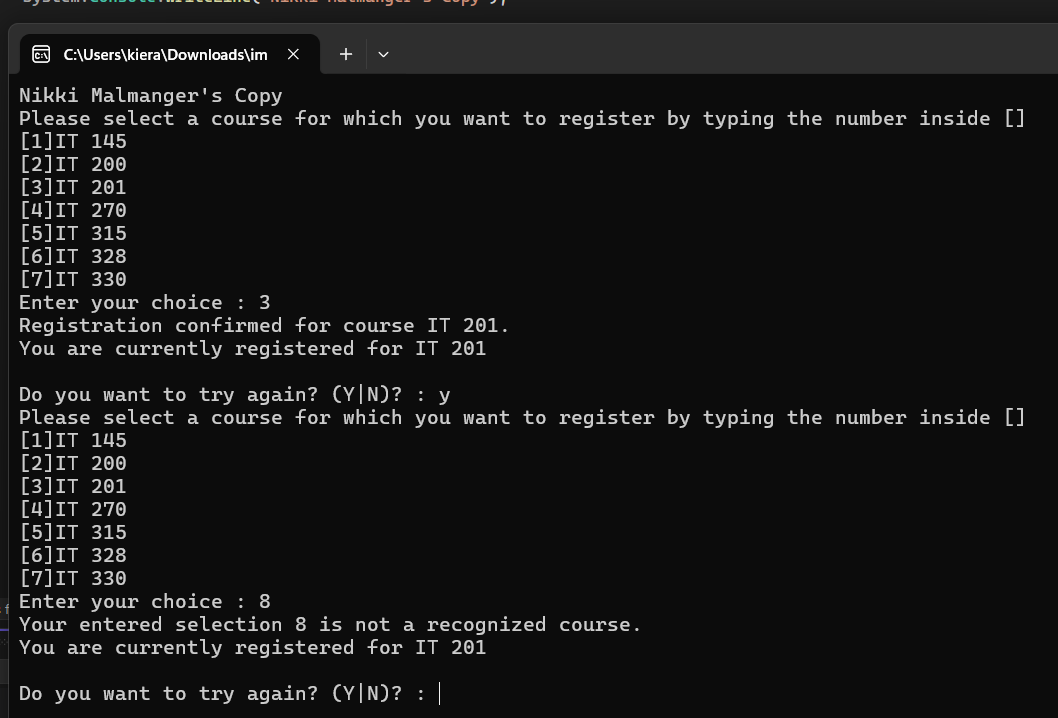 C:\Users\kiera\Downloads\im
Nikki Malmanger's Copy
Please select a course for which you want to register by typing the number inside []
[1]IT 145
[2]IT 200
[3]IT 201
[4]IT 270
[5]IT 315
[6]IT 328
[7]IT 330
Enter your choice : 3
Registration confirmed for course IT 201.
You are currently registered for IT 201
Do you want to try again? (Y|N)? : y
Please select a course for which you want to register by typing the number inside []
[1]IT 145
[2]IT 200
[3]IT 201
[4]IT 270
[5]IT 315
[6]IT 328
[7]IT 330
Enter your choice : 8
Your entered selection 8 is not a recognized course.
You are currently registered for IT 201
Do you want to try again? (Y|N)? :